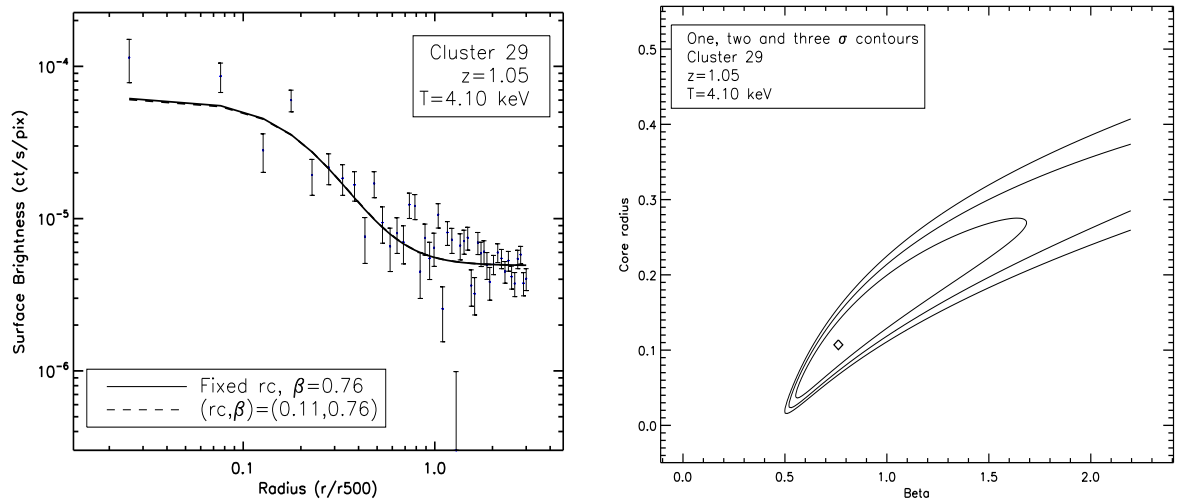 Cluster 29
z=1.05
T=4.10 keV
10⁻⁴
10⁻⁵
10⁻⁶
Surface Brightness (ct/s/pix)
Fixed rc, β=0.76
(rc,β)=(0.11,0.76)
0.1
1.0
Radius (r/r500)
One, two and three σ contours
Cluster 29
z=1.05
T=4.10 keV
0.5
0.4
0.3
0.2
0.1
0.0
Core radius
0.0
0.5
1.0
1.5
2.0
Beta